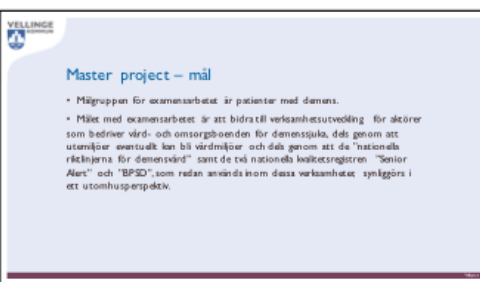 VELLINGE
KOMMUN
Master project – mål
• Målgruppen för examensarbetet är patienter med demens.
• Målet med examensarbetet är att bidra till verksamhetsutveckling för aktörer
som bedriver vård- och omsorgsboenden för demenssjuka, dels genom att
utemiljöer eventuellt kan bli vårdmiljöer och dels genom att de "nationella
riktlinjerna för demensvård" samt de två nationella kvalitetsregistren "Senior
Alert" och "BPSD", som redan används inom dessa verksamheter, synliggörs i
ett utomhusperspektiv.